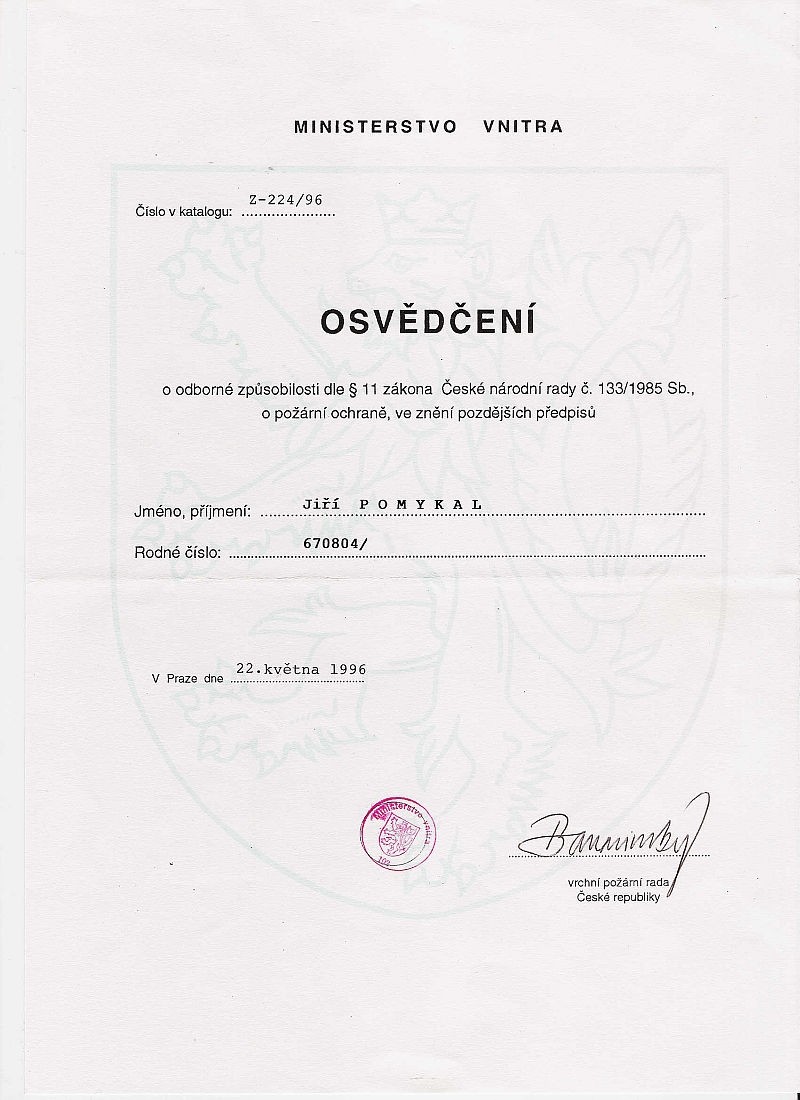 MINISTERSTVO VNITRA
Číslo v katalogu: Z-224/96
OSVĚDČENÍ
o odborné způsobilosti dle § 11 zákona České národní rady č. 133/1985 Sb.,
o požární ochraně, ve znění pozdějších předpisů
Jméno, příjmení: Jiří P O M Y K A L
Rodné číslo: 670804/
V Praze dne 22.května 1996
Ministerstvo vnitra
vrchní požární rada
České republiky